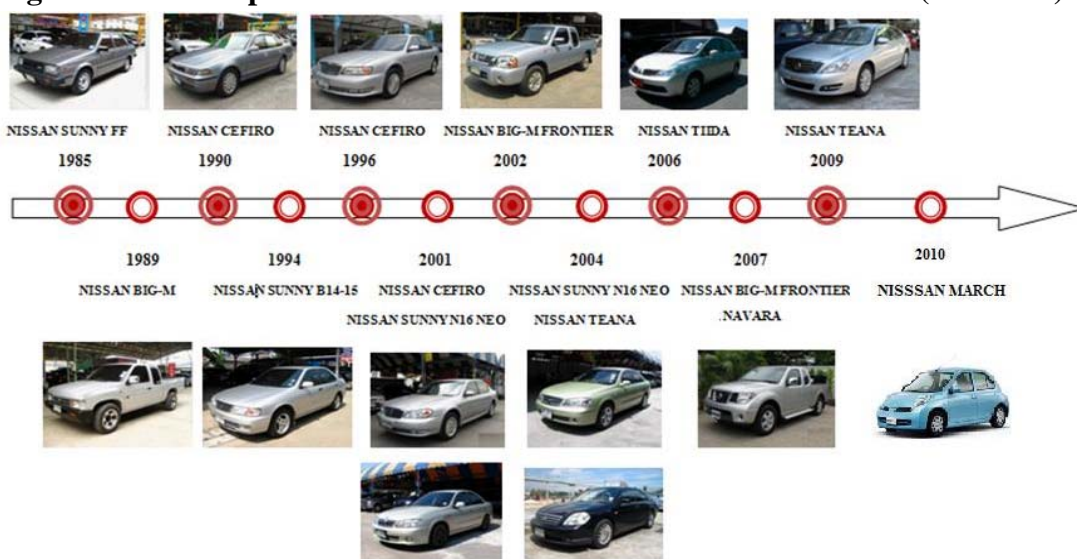 NISSAN SUNNY FF NISSAN CEFIRO NISSAN CEFIRO NISSAN BIG-M FRONTIER NISSAN TIIDA NISSAN TEANA
1985 1990 1996 2002 2006 2009
1989 1994 2001 2004 2007 2010
NISSAN BIG-M NISSAN SUNNY B14-15 NISSAN CEFIRO NISSAN SUNNY N16 NEO NISSAN BIG-M FRONTIER NISSSAN MARCH
NISSAN SUNNY N16 NEO NISSAN TEANA .NAVARA